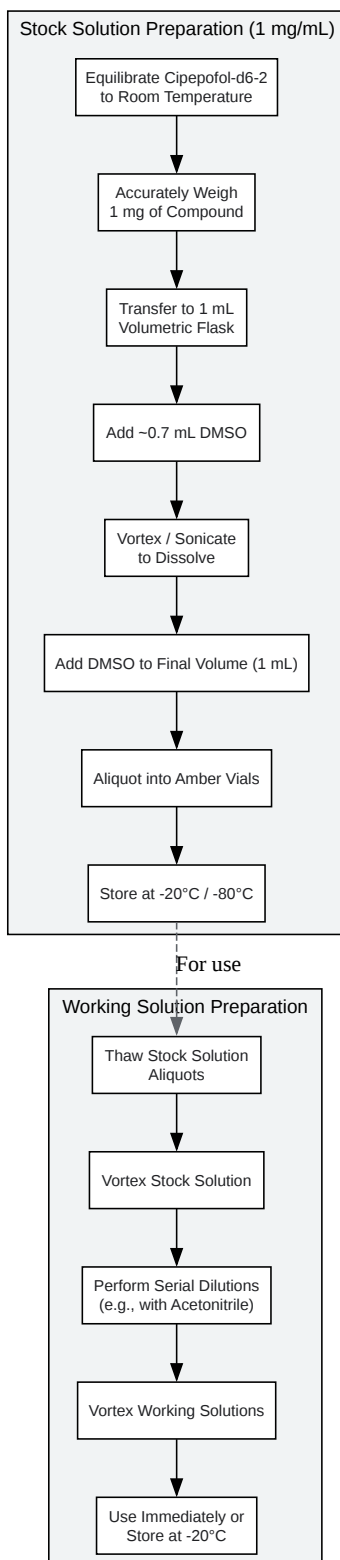 Stock Solution Preparation (1 mg/mL)
Equilibrate Cipepofol-d6-2
to Room Temperature
Accurately Weigh
1 mg of Compound
Transfer to 1 mL
Volumetric Flask
Add ~0.7 mL DMSO
Vortex / Sonicate
to Dissolve
Add DMSO to Final Volume (1 mL)
Aliquot into Amber Vials
Store at -20°C / -80°C
For use
Working Solution Preparation
Thaw Stock Solution
Aliquots
Vortex Stock Solution
Perform Serial Dilutions
(e.g., with Acetonitrile)
Vortex Working Solutions
Use Immediately or
Store at -20°C